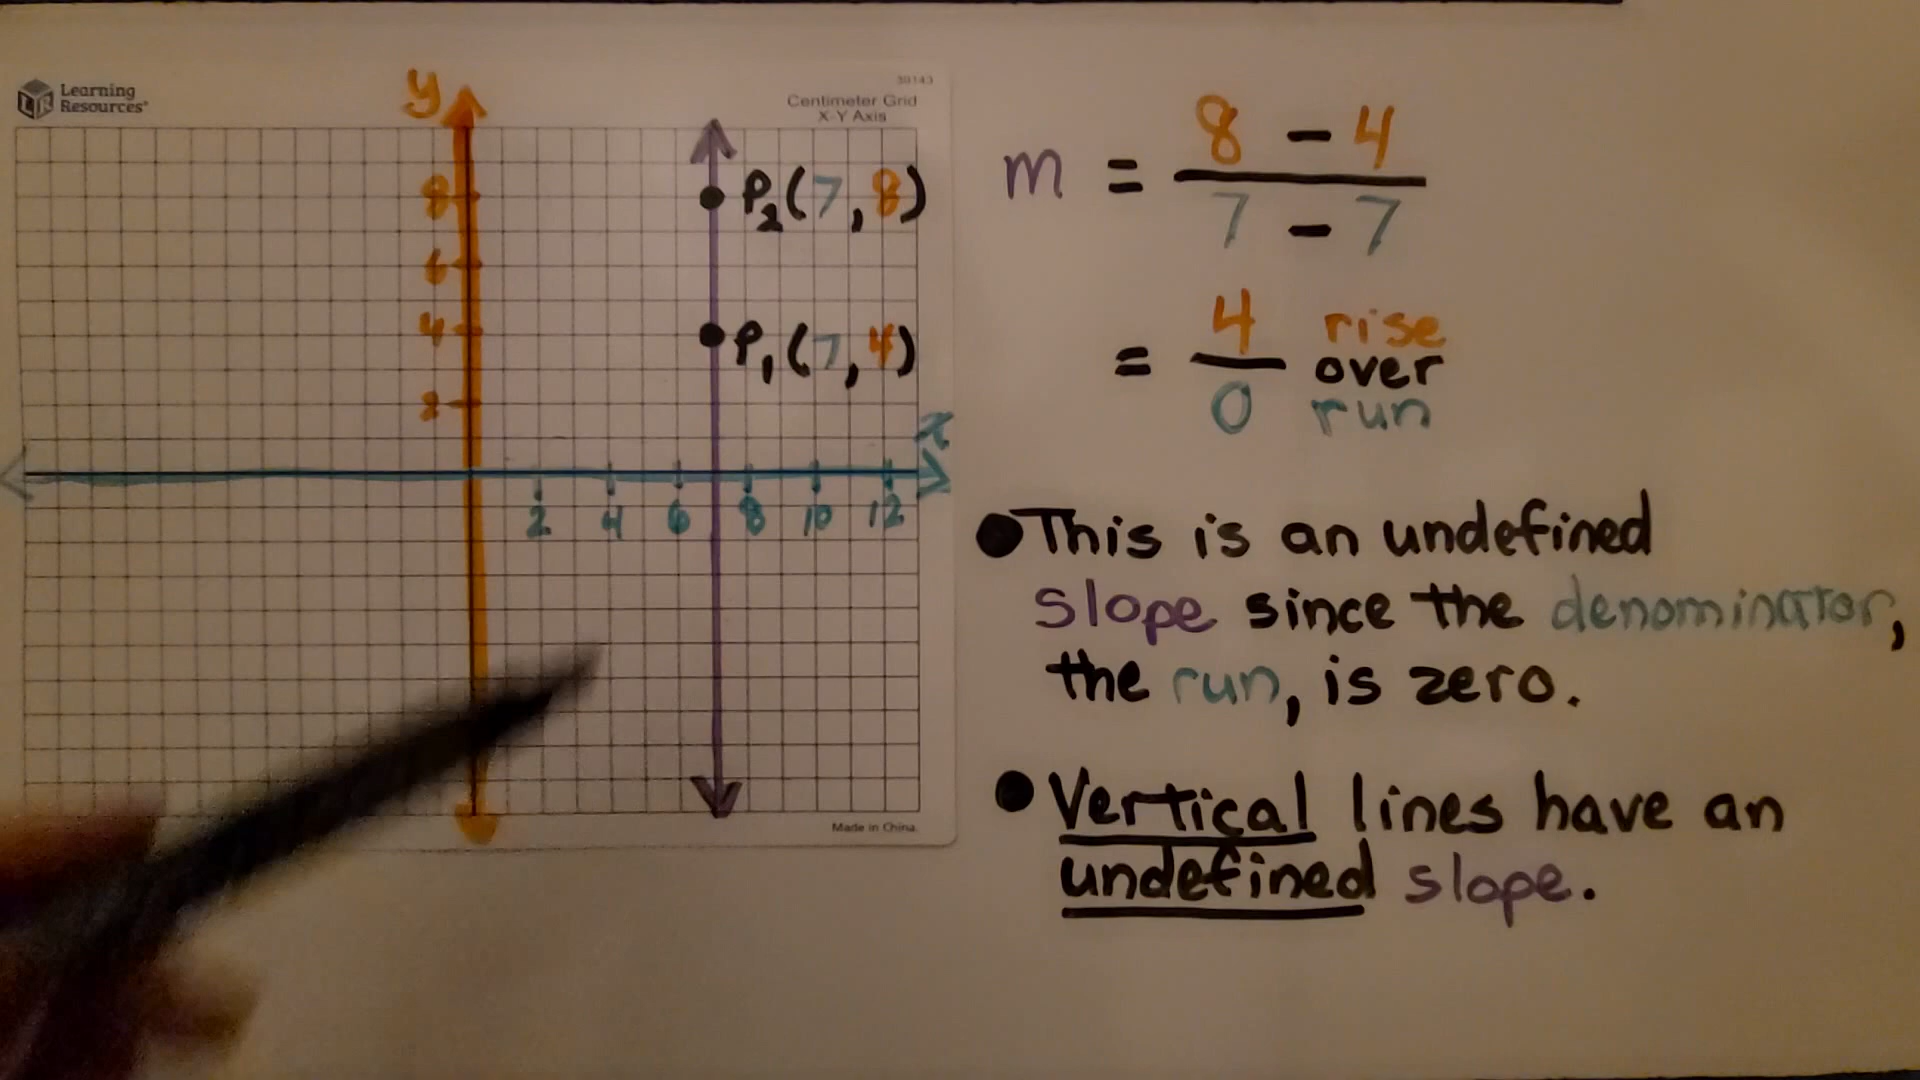 Learning
Resources®
30143
Centimeter Grid
X-Y Axis
y
8
6
4
2
x
2 4 6 8 10 12
P₂(7,8)
P₁(7,4)
m = 8 - 4
7 - 7
= 4 rise
over
0 run
● This is an undefined
slope since the denominator,
the run, is zero.
● Vertical lines have an
undefined slope.
Made in China.